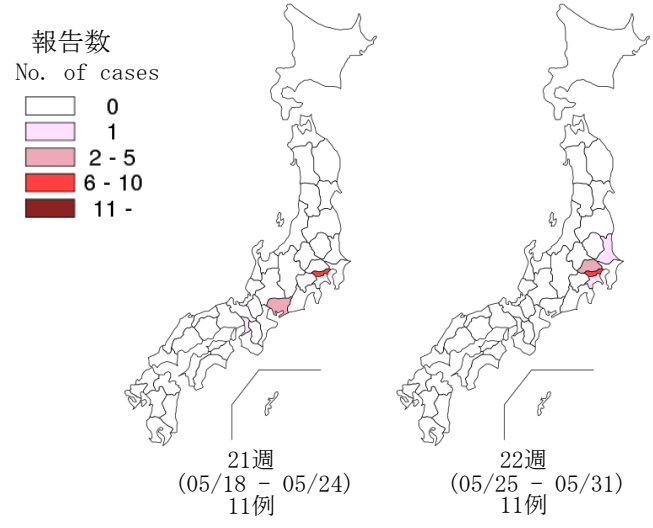 報告数
No. of cases
0
1
2 - 5
6 - 10
11 -
21週
(05/18 - 05/24)
11例
22週
(05/25 - 05/31)
11例